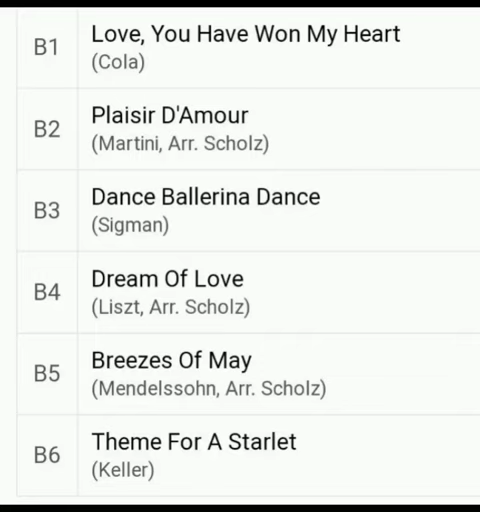 B1
Love, You Have Won My Heart
(Cola)
B2
Plaisir D'Amour
(Martini, Arr. Scholz)
B3
Dance Ballerina Dance
(Sigman)
B4
Dream Of Love
(Liszt, Arr. Scholz)
B5
Breezes Of May
(Mendelssohn, Arr. Scholz)
B6
Theme For A Starlet
(Keller)